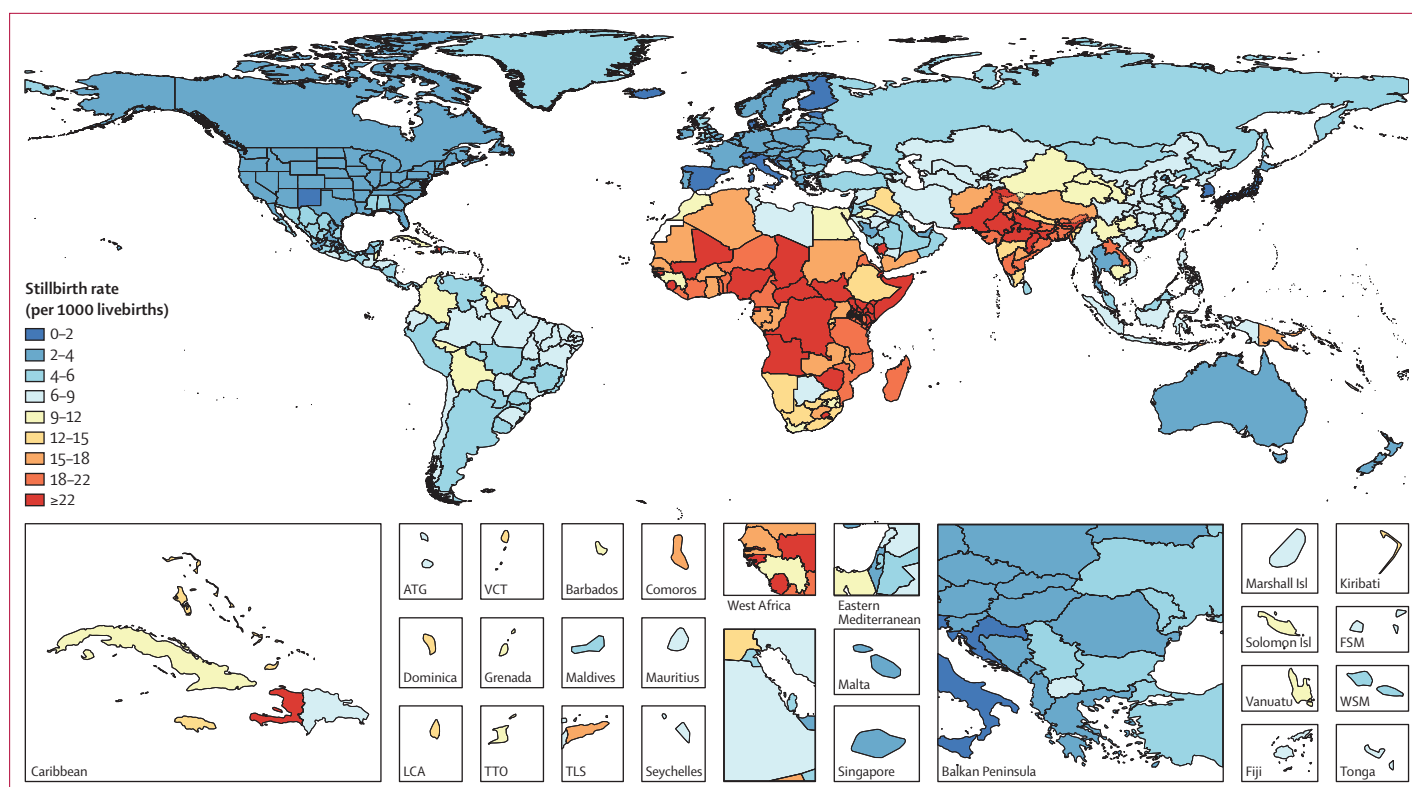 Stillbirth rate
(per 1000 livebirths)
0–2
2–4
4–6
6–9
9–12
12–15
15–18
18–22
≥22
Caribbean
ATG
VCT
Barbados
Comoros
Dominica
Grenada
Maldives
Mauritius
LCA
TTO
TLS
Seychelles
West Africa
Eastern
Mediterranean
Malta
Singapore
Balkan Peninsula
Marshall Isl
Kiribati
Solomon Isl
FSM
Vanuatu
WSM
Fiji
Tonga